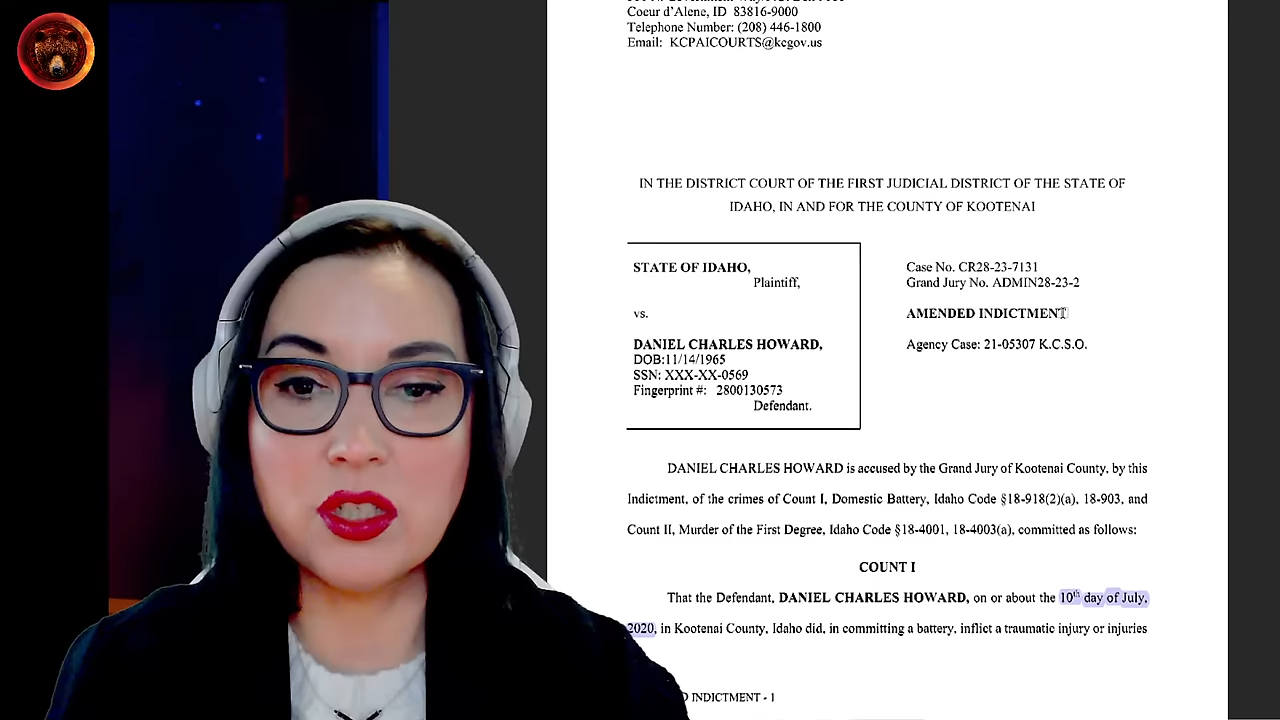 Coeur d'Alene, ID 83816-9000
Telephone Number: (208) 446-1800
Email: KCPAICOURTS@kcgov.us
IN THE DISTRICT COURT OF THE FIRST JUDICIAL DISTRICT OF THE STATE OF
IDAHO, IN AND FOR THE COUNTY OF KOOTENAI
STATE OF IDAHO,
Plaintiff,
vs.
DANIEL CHARLES HOWARD,
DOB:11/14/1965
SSN: XXX-XX-0569
Fingerprint #: 2800130573
Defendant.
Case No. CR28-23-7131
Grand Jury No. ADMIN28-23-2
AMENDED INDICTMENT
Agency Case: 21-05307 K.C.S.O.
DANIEL CHARLES HOWARD is accused by the Grand Jury of Kootenai County, by this
Indictment, of the crimes of Count I, Domestic Battery, Idaho Code §18-918(2)(a), 18-903, and
Count II, Murder of the First Degree, Idaho Code §18-4001, 18-4003(a), committed as follows:
COUNT I
That the Defendant, DANIEL CHARLES HOWARD, on or about the 10th day of July,
2020, in Kootenai County, Idaho did, in committing a battery, inflict a traumatic injury or injuries
D INDICTMENT - 1